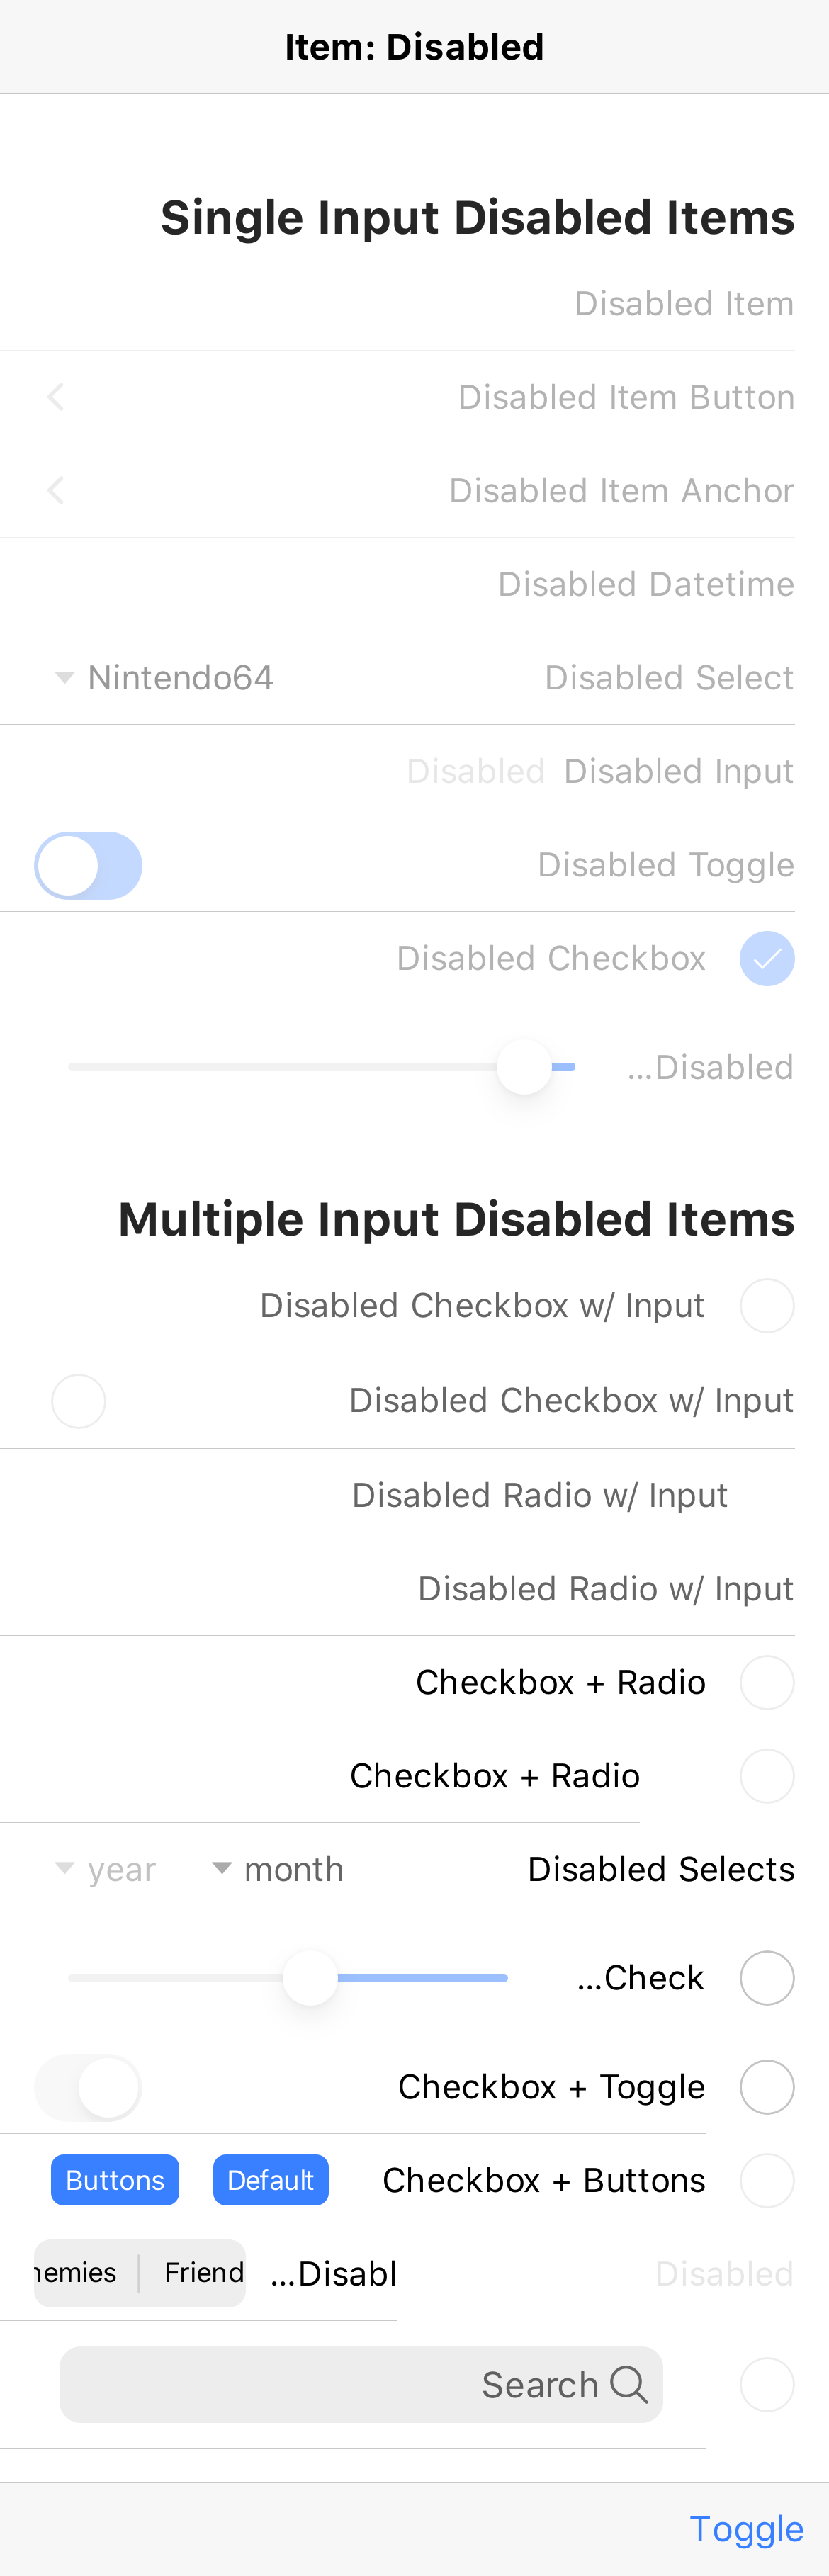 Item: Disabled
Single Input Disabled Items
Disabled Item
Disabled Item Button
Disabled Item Anchor
Disabled Datetime
Disabled Select Nintendo64
Disabled Input Disabled
Disabled Toggle
Disabled Checkbox
...Disabled
Multiple Input Disabled Items
Disabled Checkbox w/ Input
Disabled Checkbox w/ Input
Disabled Radio w/ Input
Disabled Radio w/ Input
Checkbox + Radio
Checkbox + Radio
Disabled Selects month year
...Check
Checkbox + Toggle
Checkbox + Buttons Default Buttons
Disabled ...Disabl Friend nemies
Search
Toggle